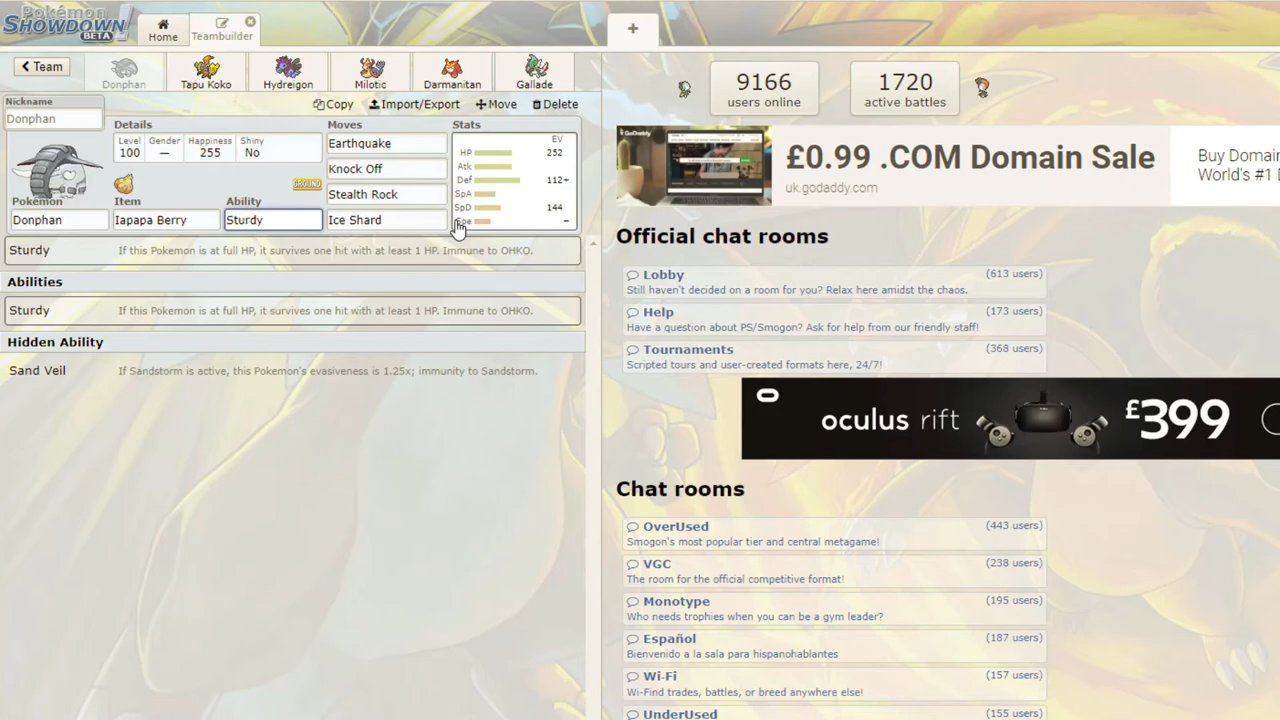 Pokémon
SHOWDOWN!
BETA
Home
Teambuilder
+
Team
Donphan
Tapu Koko
Hydreigon
Milotic
Darmanitan
Gallade
Nickname
Donphan
Copy
Import/Export
Move
Delete
Details
Level
100
Gender
—
Happiness
255
Shiny
No
GROUND
Pokémon
Donphan
Item
Iapapa Berry
Ability
Sturdy
Moves
Earthquake
Knock Off
Stealth Rock
Ice Shard
Stats
EV
HP 252
Atk
Def 112+
SpA
SpD 144
Spe –
Sturdy If this Pokemon is at full HP, it survives one hit with at least 1 HP. Immune to OHKO.
Abilities
Sturdy If this Pokemon is at full HP, it survives one hit with at least 1 HP. Immune to OHKO.
Hidden Ability
Sand Veil If Sandstorm is active, this Pokemon's evasiveness is 1.25x; immunity to Sandstorm.
9166
users online
1720
active battles
GoDaddy
£0.99 .COM Domain Sale
uk.godaddy.com
Buy Domain
World's #1 D
Official chat rooms
Lobby (613 users)
Still haven't decided on a room for you? Relax here amidst the chaos.
Help (173 users)
Have a question about PS/Smogon? Ask for help from our friendly staff!
Tournaments (368 users)
Scripted tours and user-created formats here, 24/7!
oculus rift
£399
Chat rooms
OverUsed (443 users)
Smogon's most popular tier and central metagame!
VGC (238 users)
The room for the official competitive format!
Monotype (195 users)
Who needs trophies when you can be a gym leader?
Español (187 users)
Bienvenido a la sala para hispanohablantes
Wi-Fi (157 users)
Wi-Find trades, battles, or breed anywhere else!
UnderUsed (155 users)